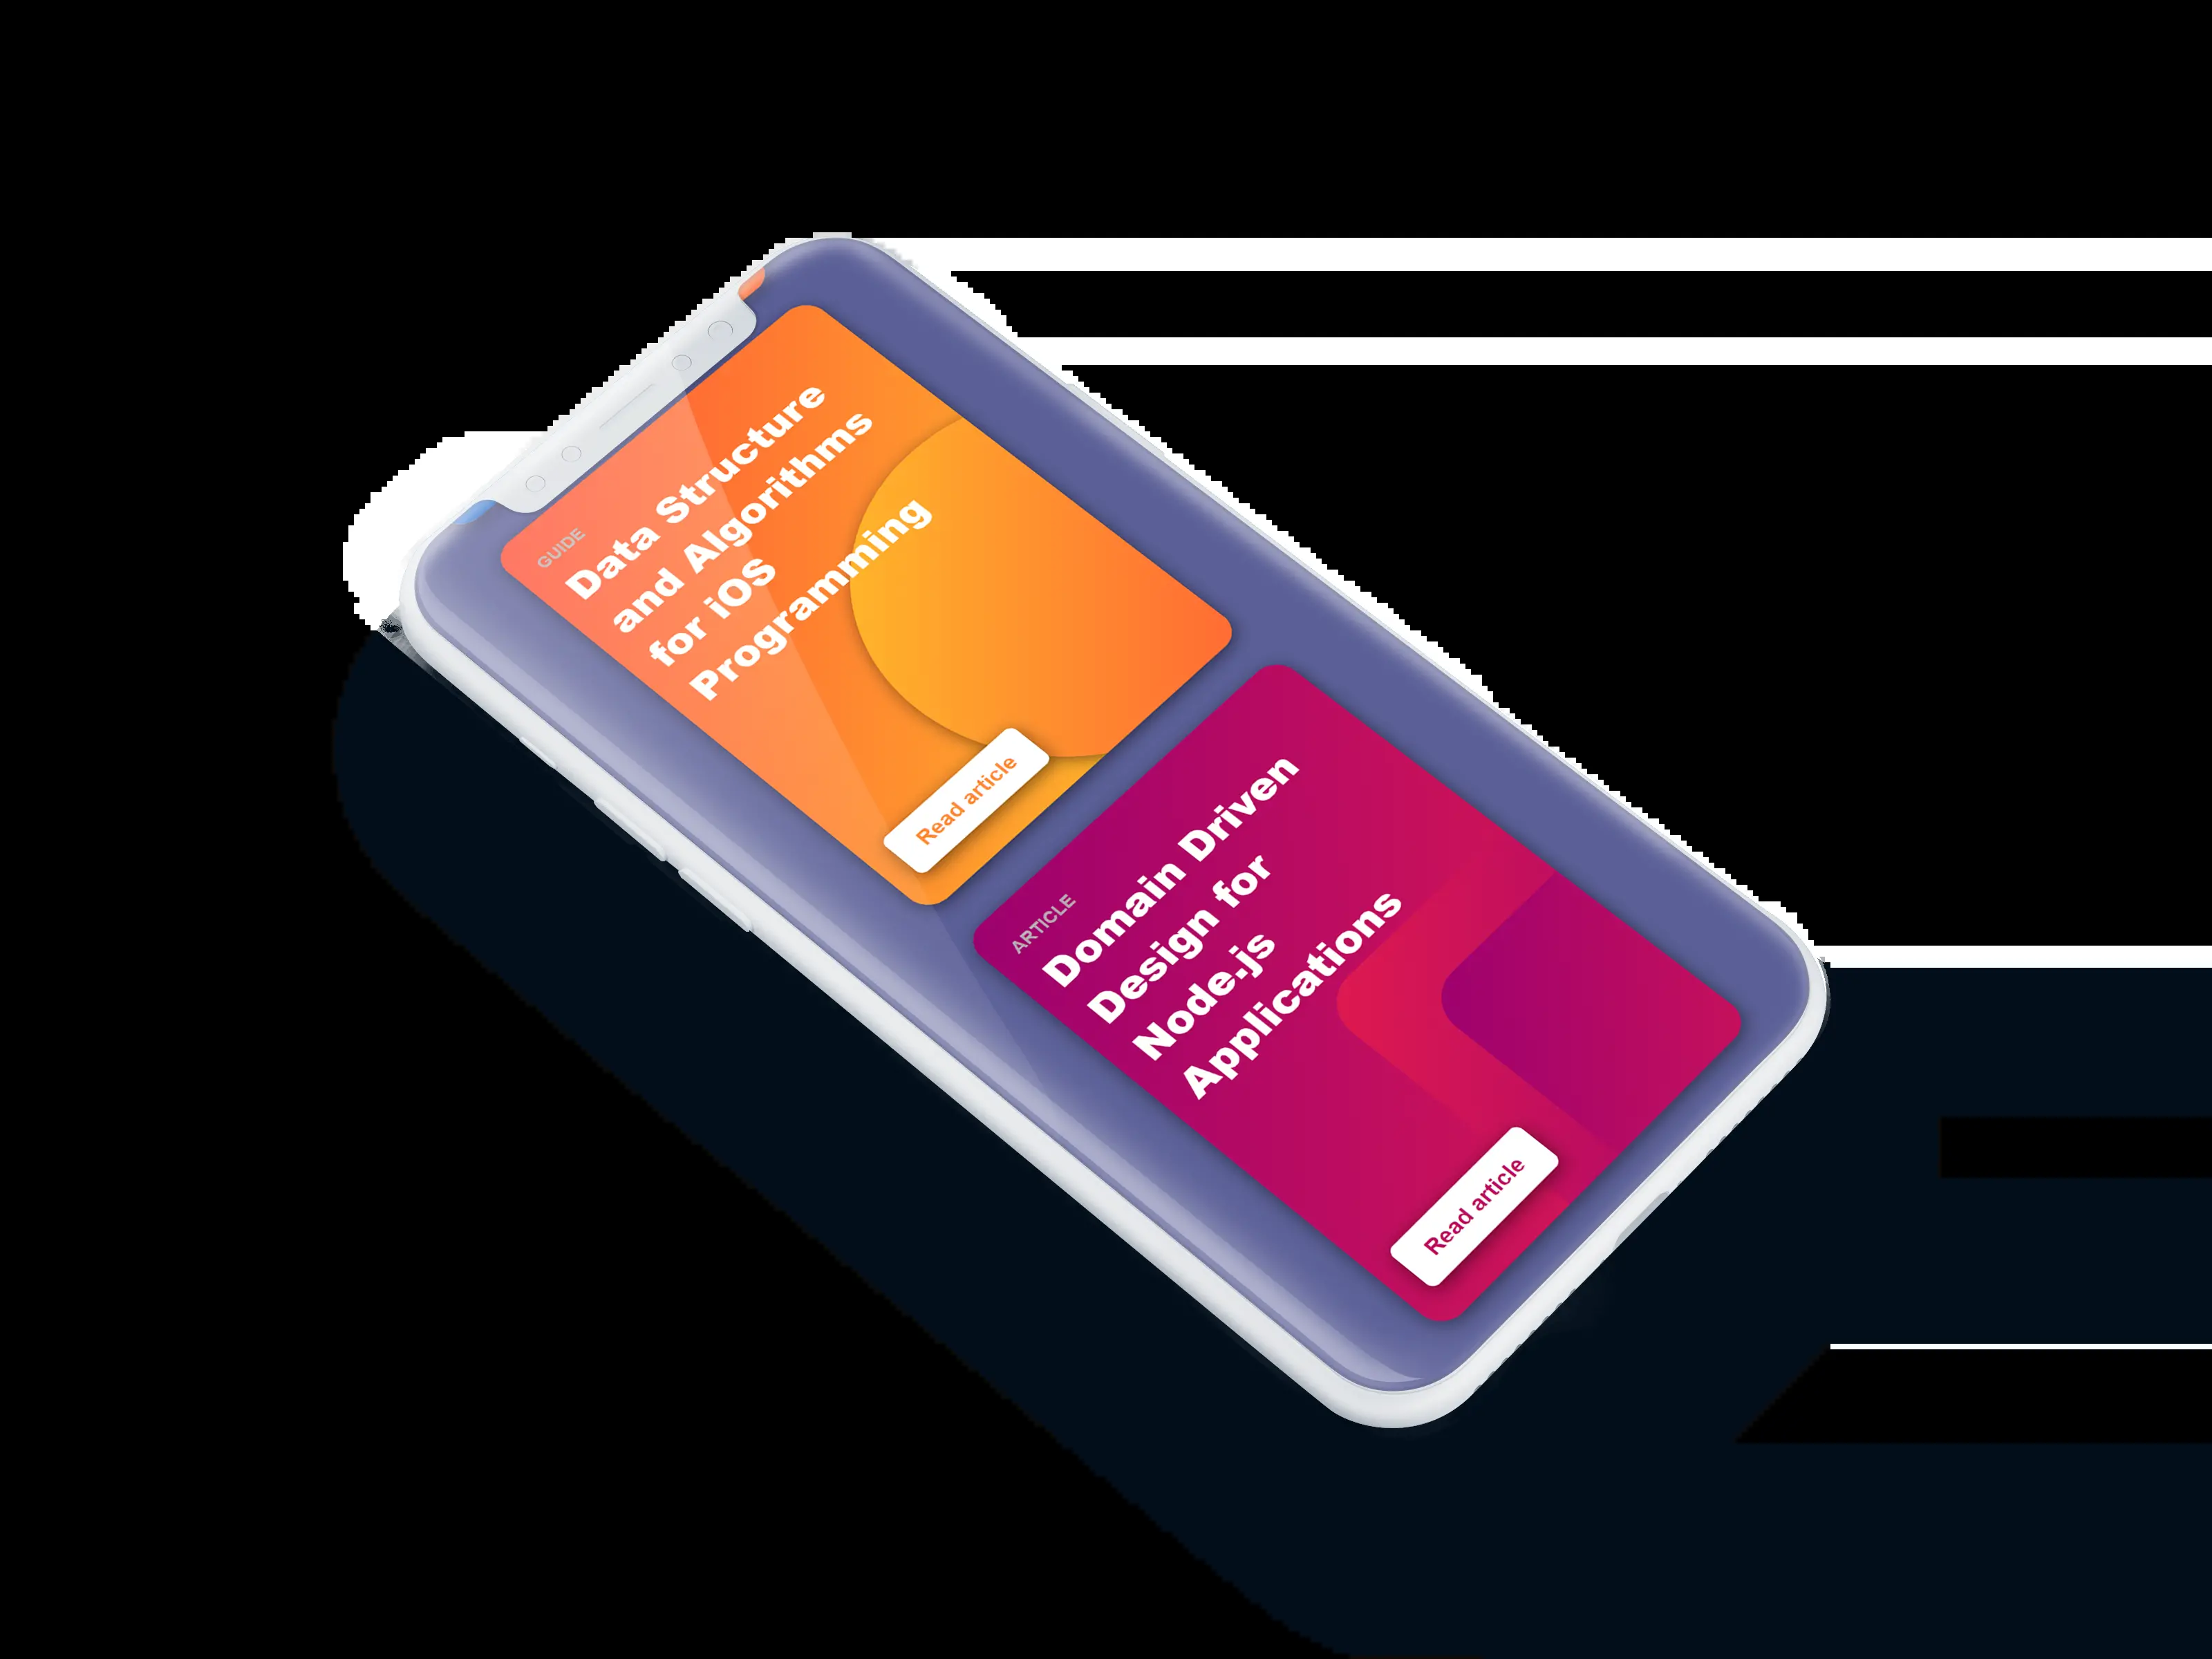 GUIDE
Data Structure
and Algorithms
for iOS
Programming
Read article
ARTICLE
Domain Driven
Design for
Node.js
Applications
Read article